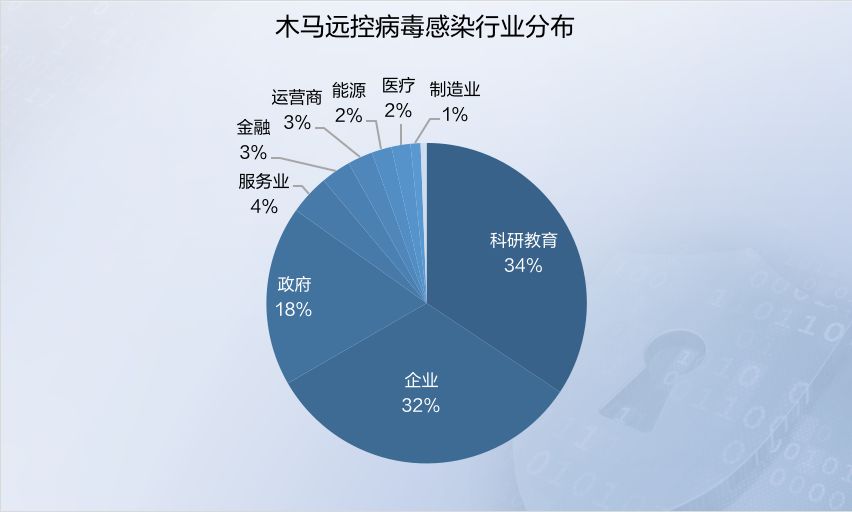 木马远控病毒感染行业分布
科研教育
34%
企业
32%
政府
18%
服务业
4%
金融
3%
运营商
3%
能源
2%
医疗
2%
制造业
1%